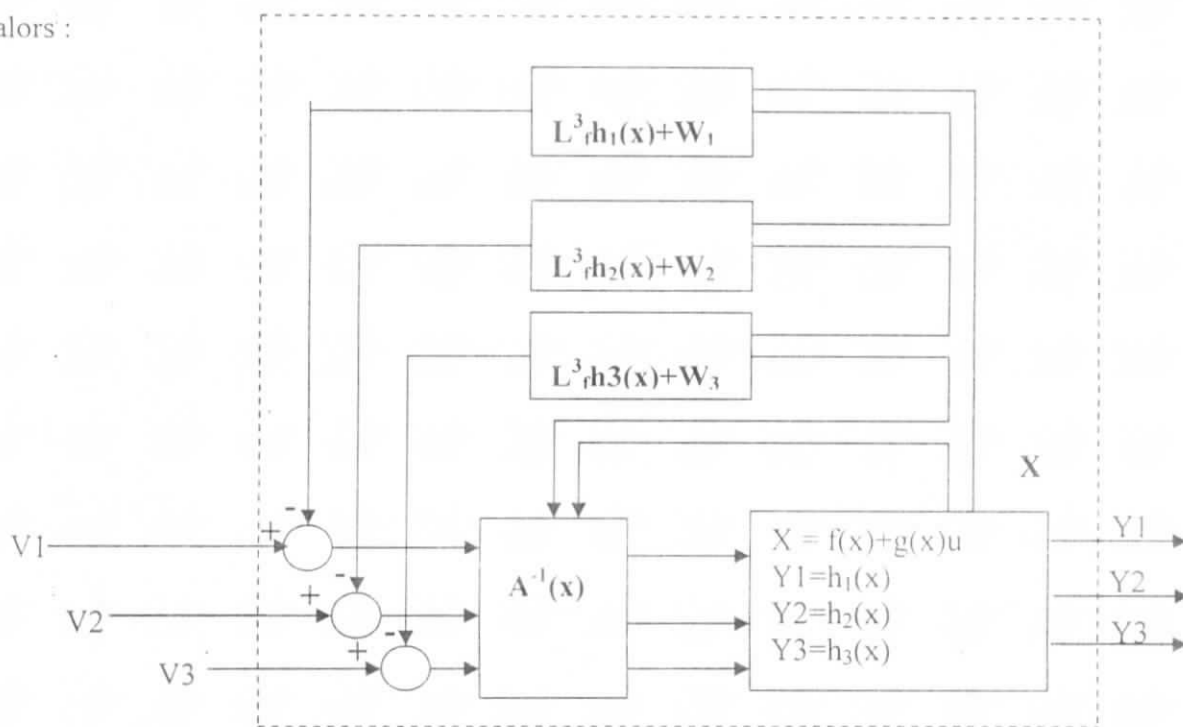 alors :
L³fh₁(x)+W₁
L³fh₂(x)+W₂
L³fh3(x)+W₃
X
-
+
V1
-
+
V2
-
+
V3
A⁻¹(x)
X = f(x)+g(x)u
Y1=h₁(x)
Y2=h₂(x)
Y3=h₃(x)
Y1
Y2
Y3